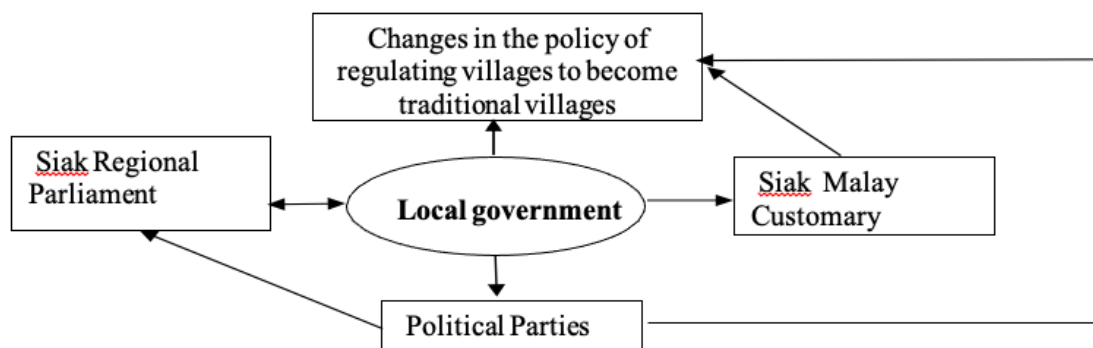 Changes in the policy of
regulating villages to become
traditional villages
Siak Regional
Parliament
Local government
Siak Malay
Customary
Political Parties